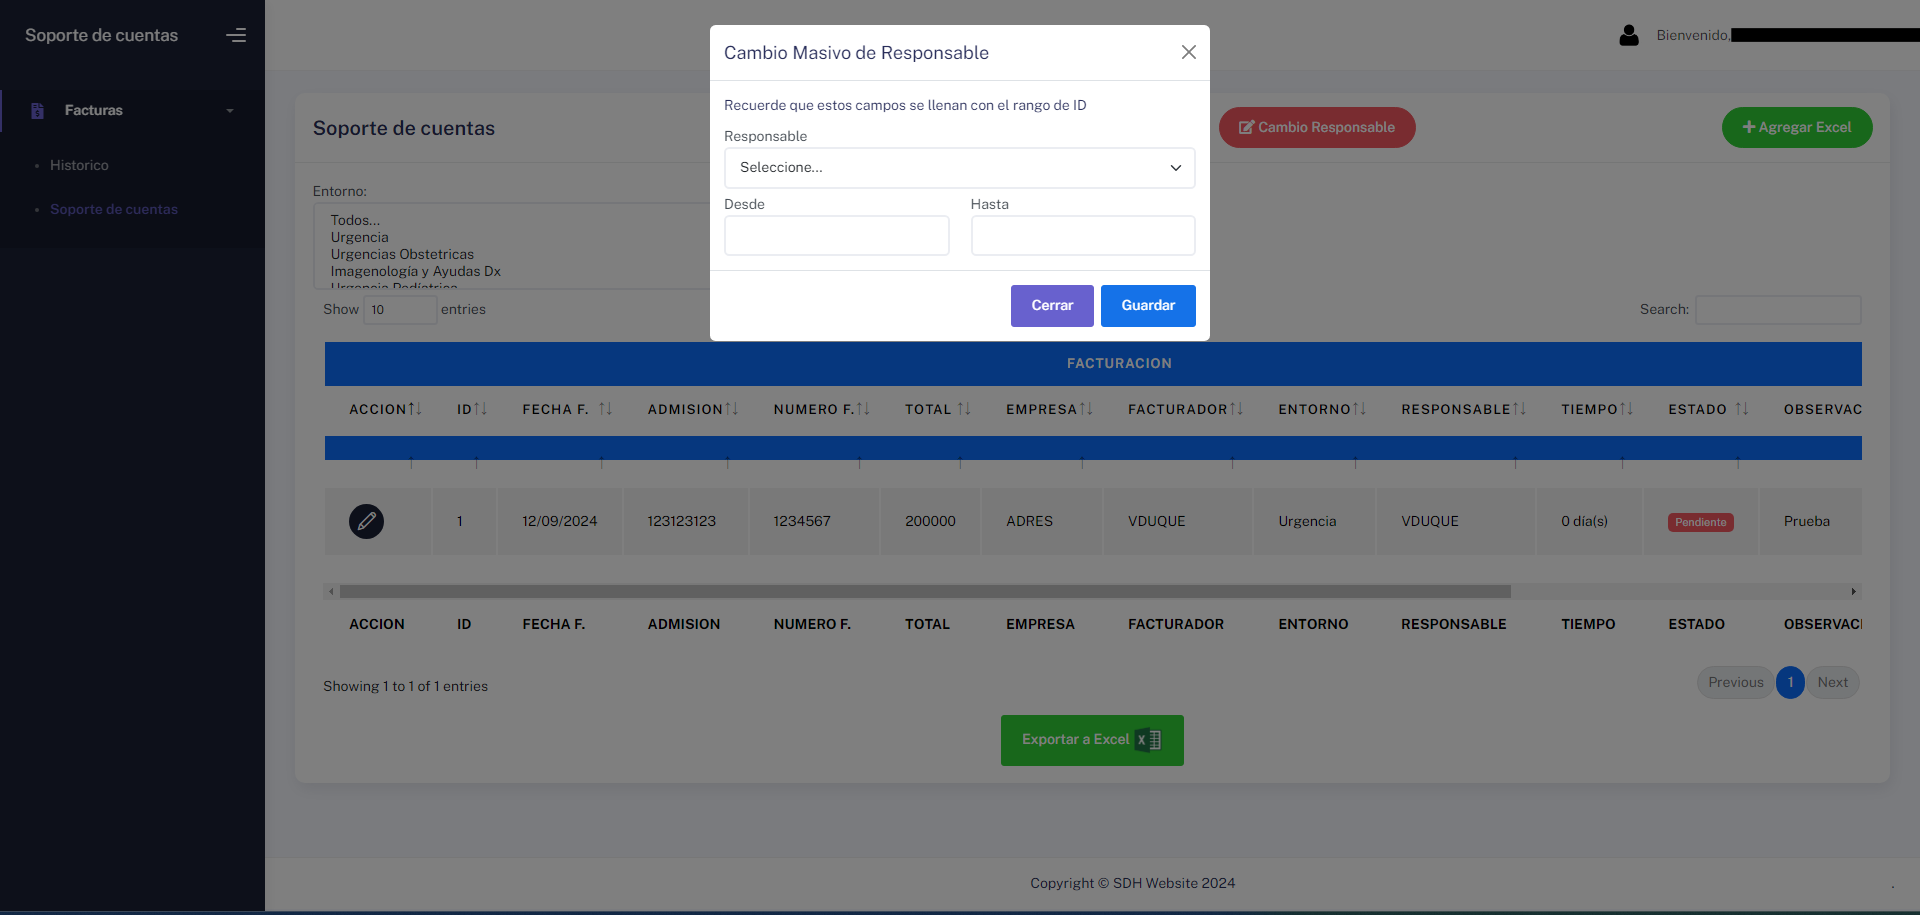 Soporte de cuentas
Facturas
Historico
Soporte de cuentas
Bienvenido,
Cambio Masivo de Responsable
Recuerde que estos campos se llenan con el rango de ID
Responsable
Seleccione...
Desde Hasta
Cerrar Guardar
Soporte de cuentas Cambio Responsable Agregar Excel
Entorno:
Todos...
Urgencia
Urgencias Obstetricas
Imagenología y Ayudas Dx
Urgencia Pediatrica
Show 10 entries Search:
FACTURACION
ACCION ID FECHA F. ADMISION NUMERO F. TOTAL EMPRESA FACTURADOR ENTORNO RESPONSABLE TIEMPO ESTADO OBSERVAC
1 12/09/2024 123123123 1234567 200000 ADRES VDUQUE Urgencia VDUQUE 0 día(s) Pendiente Prueba
ACCION ID FECHA F. ADMISION NUMERO F. TOTAL EMPRESA FACTURADOR ENTORNO RESPONSABLE TIEMPO ESTADO OBSERVACI
Showing 1 to 1 of 1 entries Previous 1 Next
Exportar a Excel
Copyright © SDH Website 2024 .